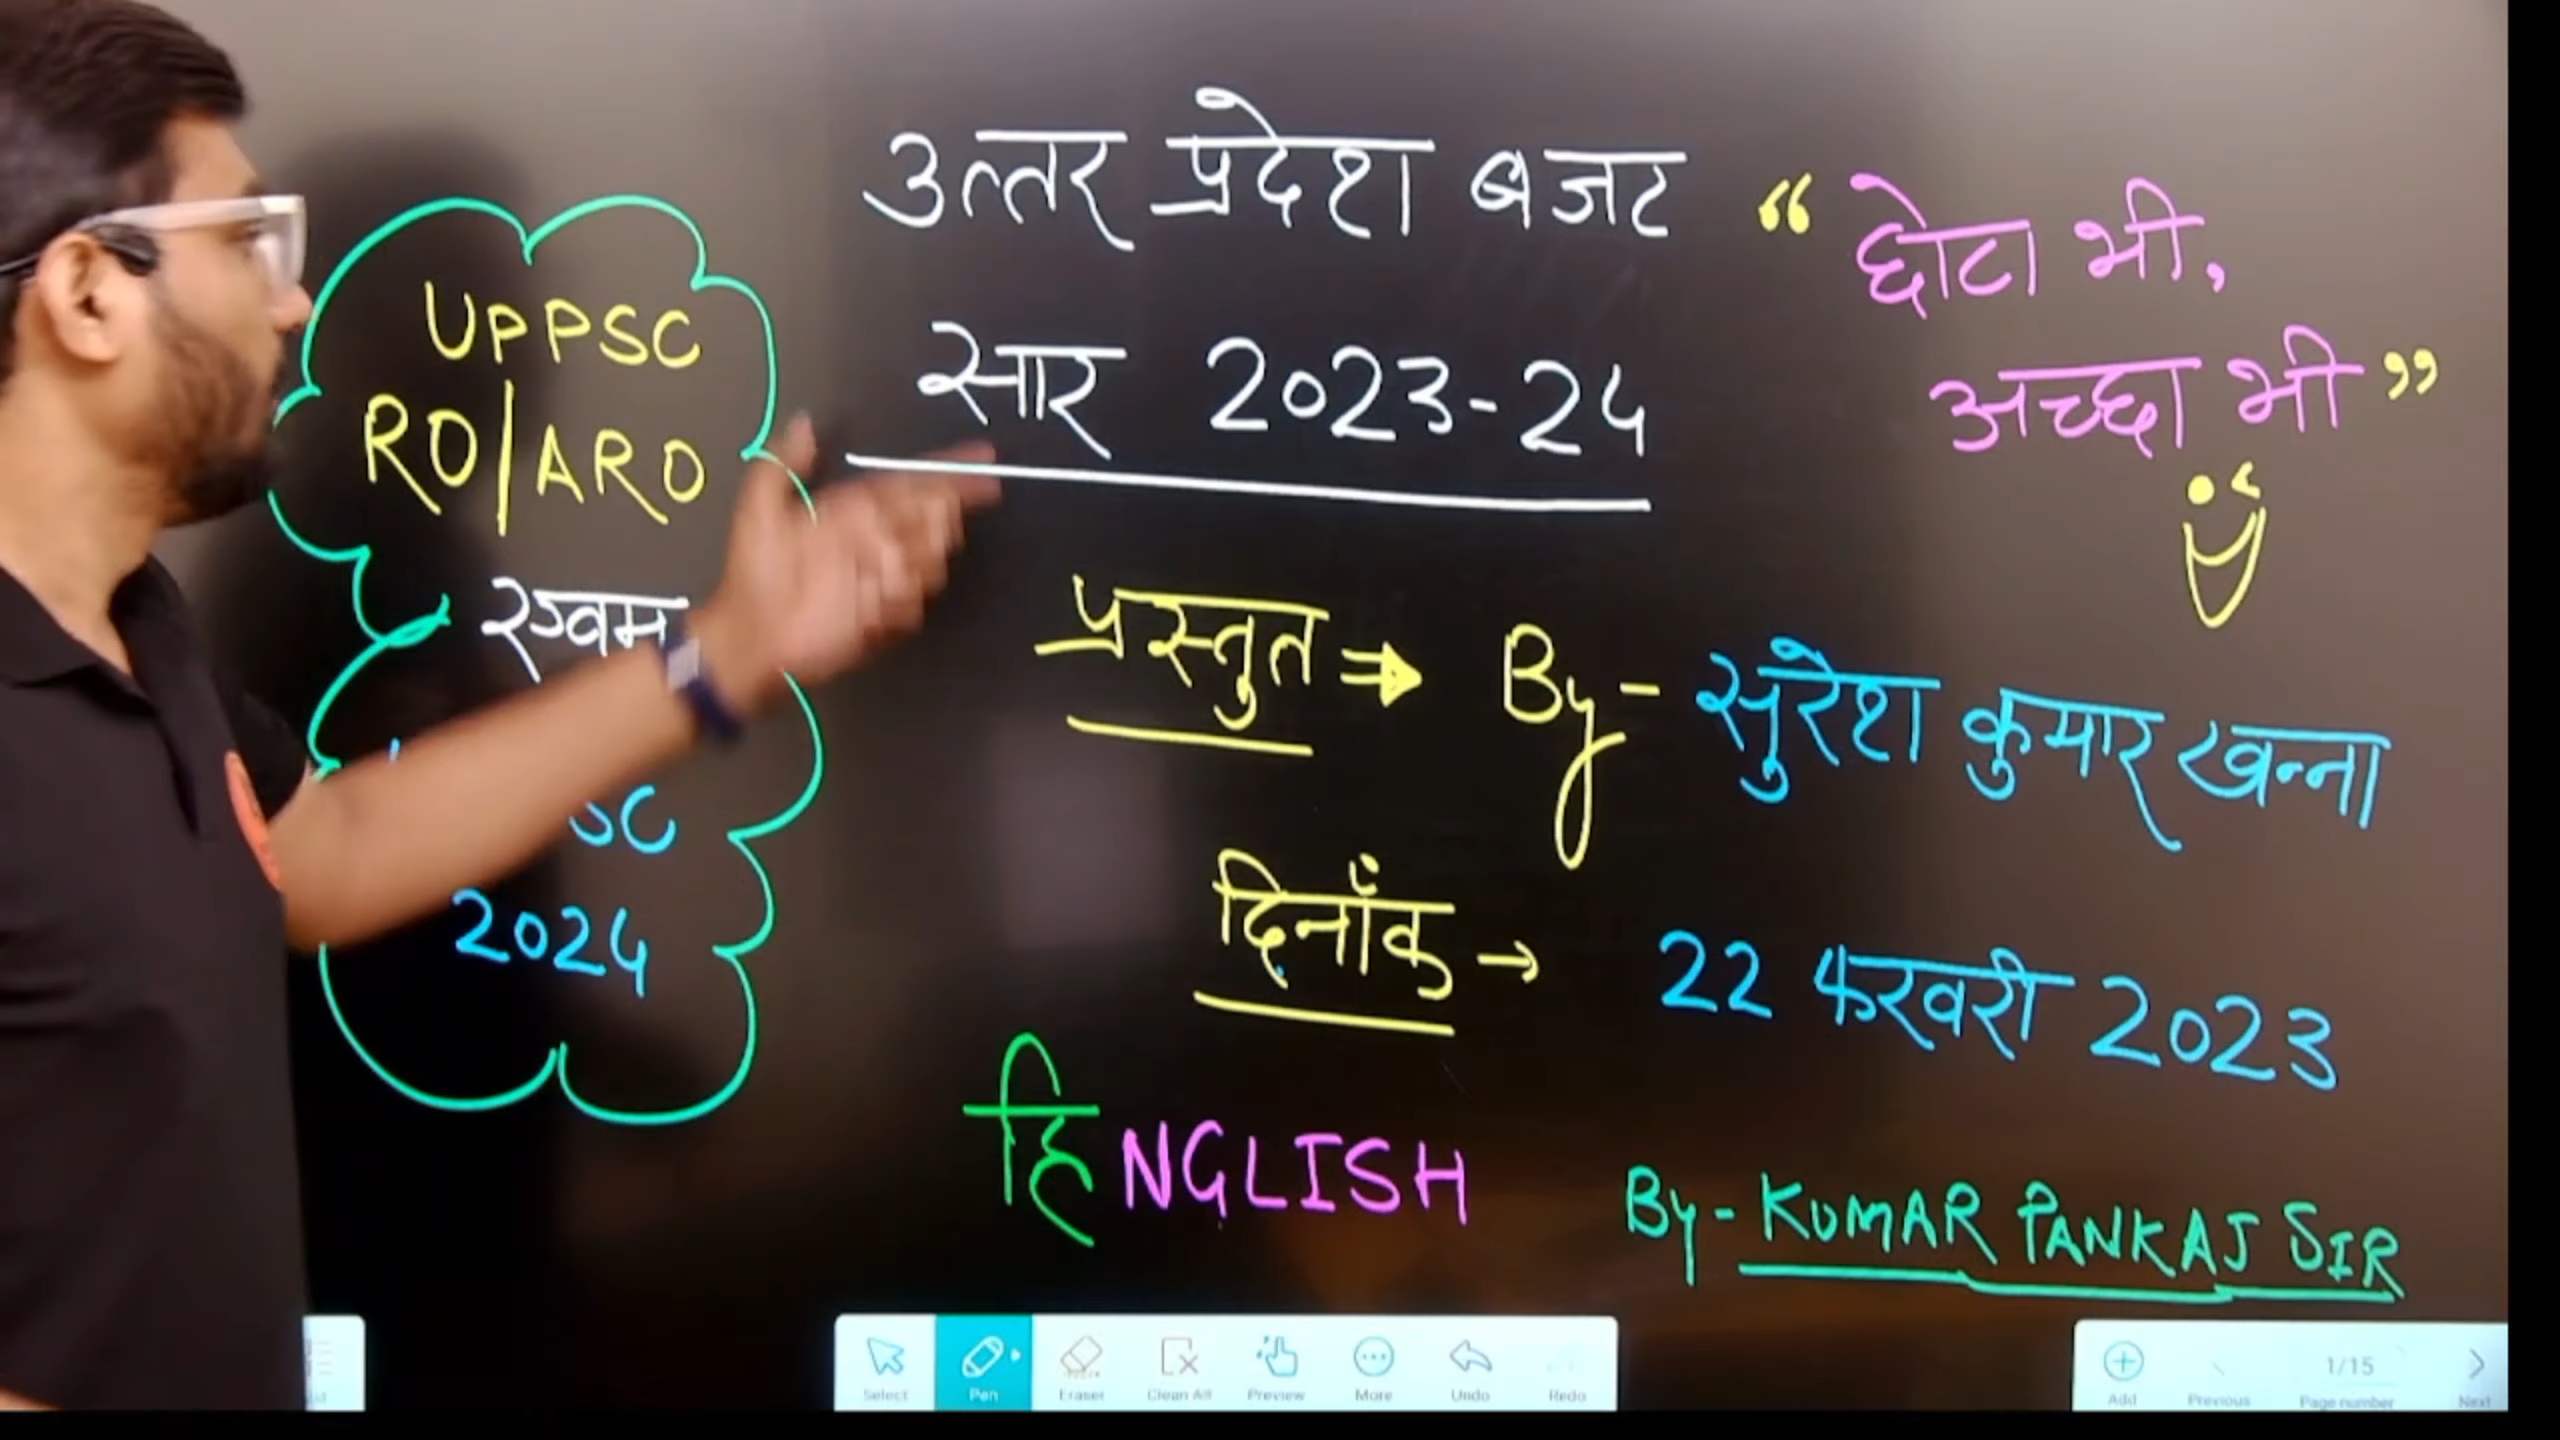 उत्तर प्रदेश बजट
सार 2023-24
“छोटा भी,
अच्छा भी”
UPPSC
RO/ARO
एवम
SC
2024
प्रस्तुत ⇒ By- सुरेश कुमार खन्ना
दिनाँक → 22 फरवरी 2023
हिNGLISH
By- KUMAR PANKAJ SIR
Select
Pen
Eraser
Clean All
Preview
More
Undo
Redo
Add
Previous
1/15
Page number
Next